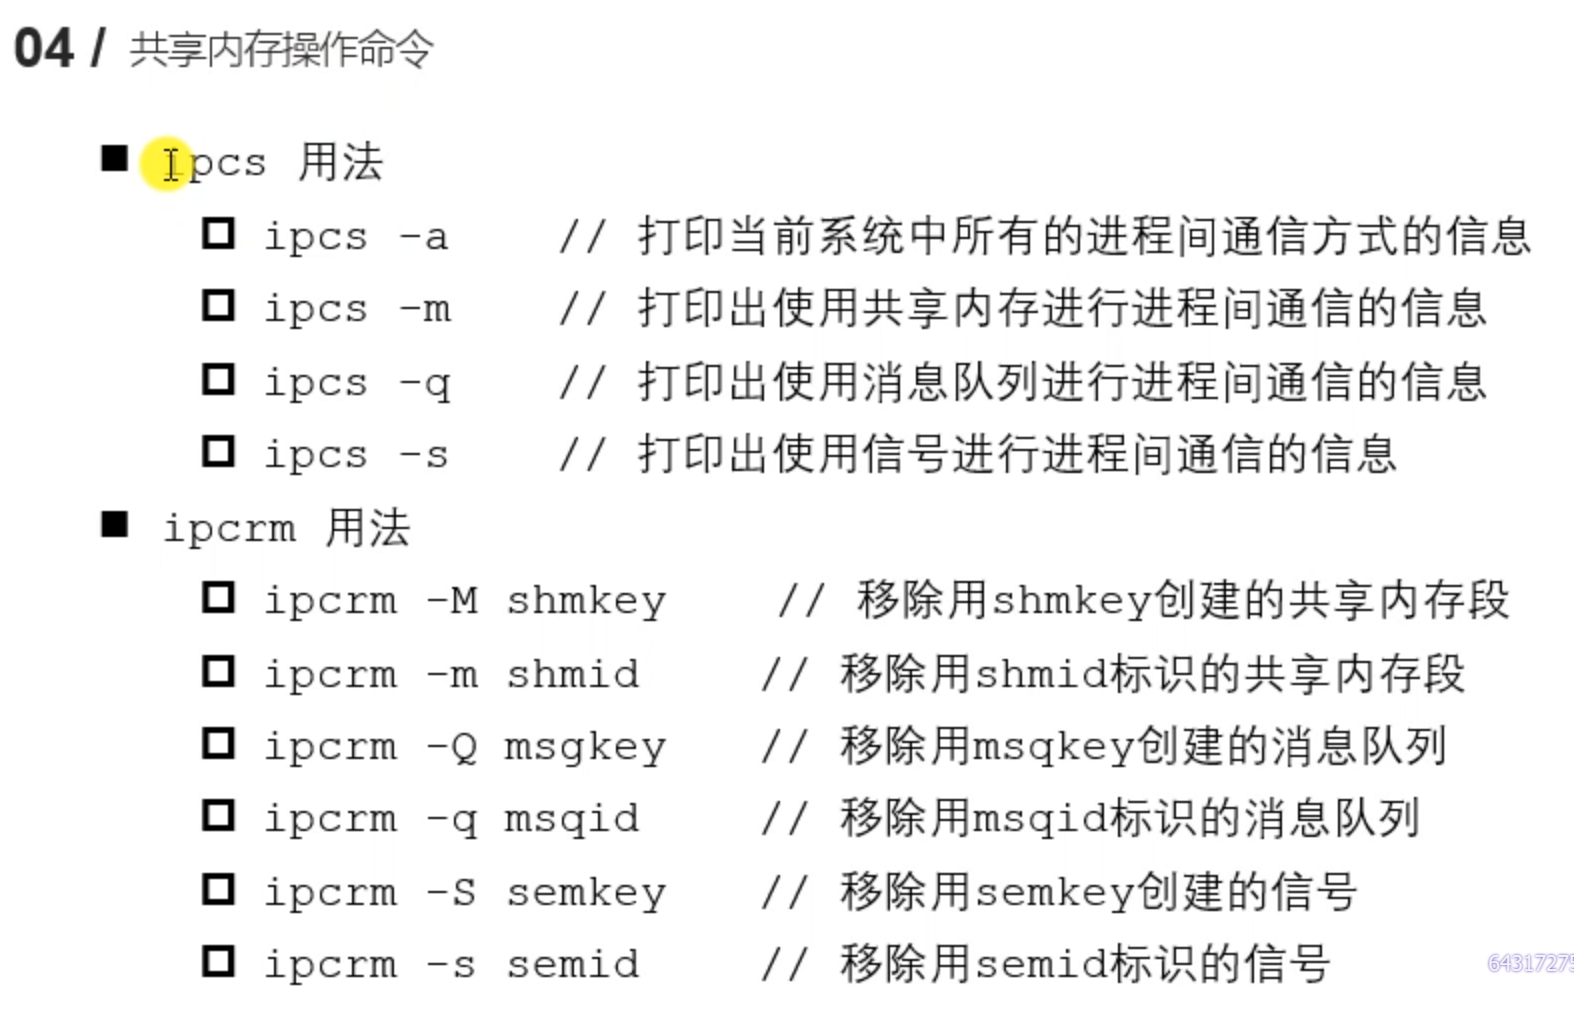 04 / 共享内存操作命令
■ ipcs 用法
□ ipcs -a // 打印当前系统中所有的进程间通信方式的信息
□ ipcs -m // 打印出使用共享内存进行进程间通信的信息
□ ipcs -q // 打印出使用消息队列进行进程间通信的信息
□ ipcs -s // 打印出使用信号进行进程间通信的信息
■ ipcrm 用法
□ ipcrm -M shmkey // 移除用shmkey创建的共享内存段
□ ipcrm -m shmid // 移除用shmid标识的共享内存段
□ ipcrm -Q msgkey // 移除用msqkey创建的消息队列
□ ipcrm -q msqid // 移除用msqid标识的消息队列
□ ipcrm -S semkey // 移除用semkey创建的信号
□ ipcrm -s semid // 移除用semid标识的信号
64317275